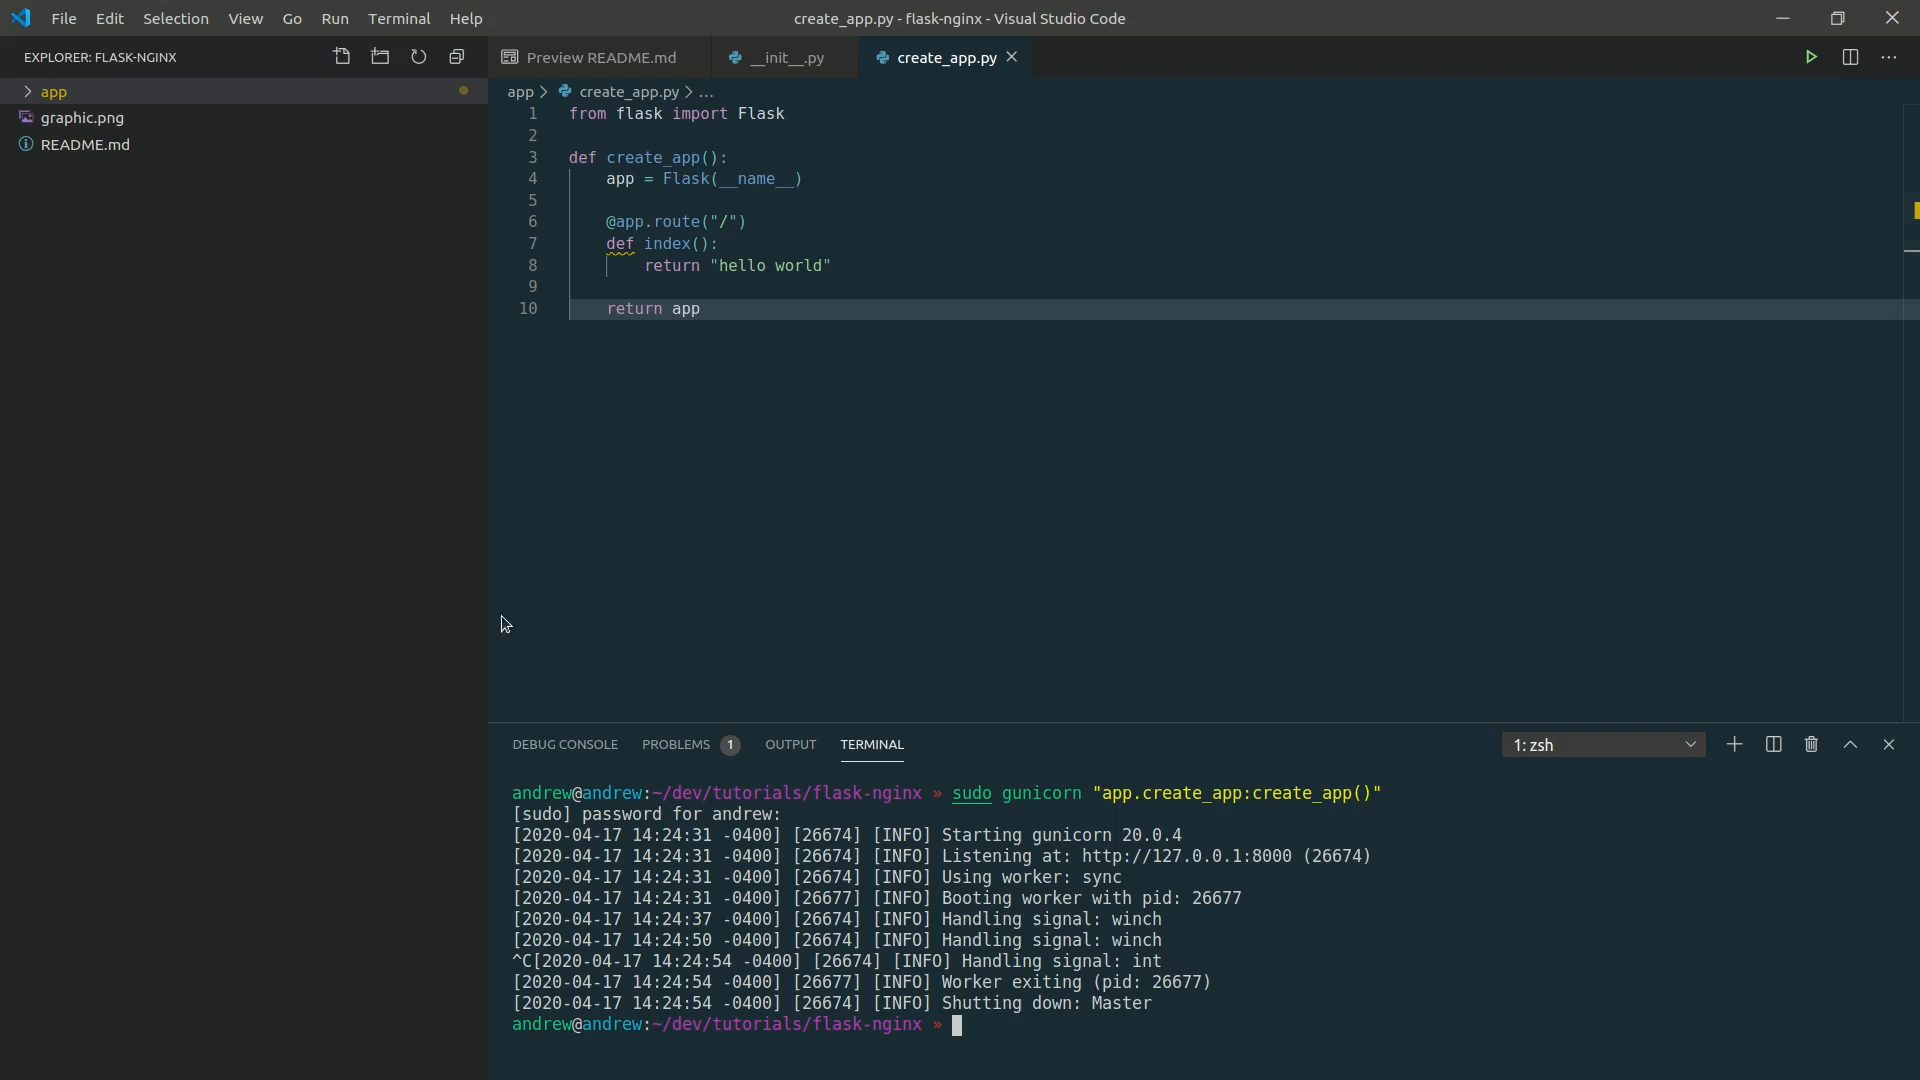 File Edit Selection View Go Run Terminal Help
create_app.py - flask-nginx - Visual Studio Code
EXPLORER: FLASK-NGINX
app
graphic.png
README.md
Preview README.md
__init__.py
create_app.py
app > create_app.py > ...
1 from flask import Flask
2
3 def create_app():
4     app = Flask(__name__)
5
6     @app.route("/")
7     def index():
8         return "hello world"
9
10     return app
DEBUG CONSOLE PROBLEMS 1 OUTPUT TERMINAL
1: zsh
andrew@andrew:~/dev/tutorials/flask-nginx » sudo gunicorn "app.create_app:create_app()"
[sudo] password for andrew:
[2020-04-17 14:24:31 -0400] [26674] [INFO] Starting gunicorn 20.0.4
[2020-04-17 14:24:31 -0400] [26674] [INFO] Listening at: http://127.0.0.1:8000 (26674)
[2020-04-17 14:24:31 -0400] [26674] [INFO] Using worker: sync
[2020-04-17 14:24:31 -0400] [26677] [INFO] Booting worker with pid: 26677
[2020-04-17 14:24:37 -0400] [26674] [INFO] Handling signal: winch
[2020-04-17 14:24:50 -0400] [26674] [INFO] Handling signal: winch
^C[2020-04-17 14:24:54 -0400] [26674] [INFO] Handling signal: int
[2020-04-17 14:24:54 -0400] [26677] [INFO] Worker exiting (pid: 26677)
[2020-04-17 14:24:54 -0400] [26674] [INFO] Shutting down: Master
andrew@andrew:~/dev/tutorials/flask-nginx »